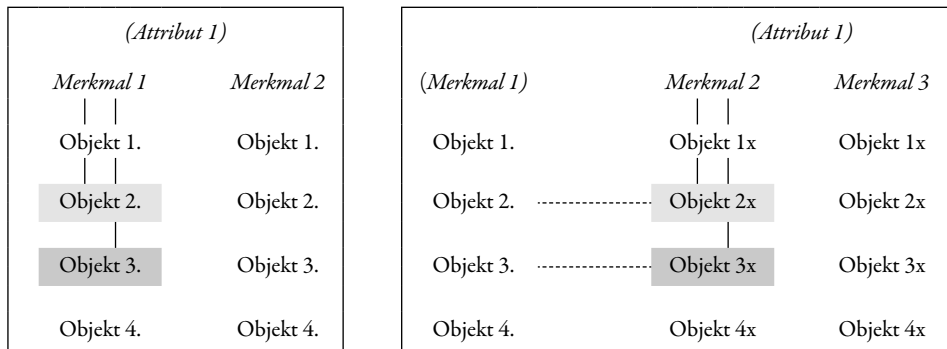 (Attribut 1)
Merkmal 1 Merkmal 2
Objekt 1. Objekt 1.
Objekt 2. Objekt 2.
Objekt 3. Objekt 3.
Objekt 4. Objekt 4.
(Attribut 1)
(Merkmal 1) Merkmal 2 Merkmal 3
Objekt 1. Objekt 1x Objekt 1x
Objekt 2. Objekt 2x Objekt 2x
Objekt 3. Objekt 3x Objekt 3x
Objekt 4. Objekt 4x Objekt 4x